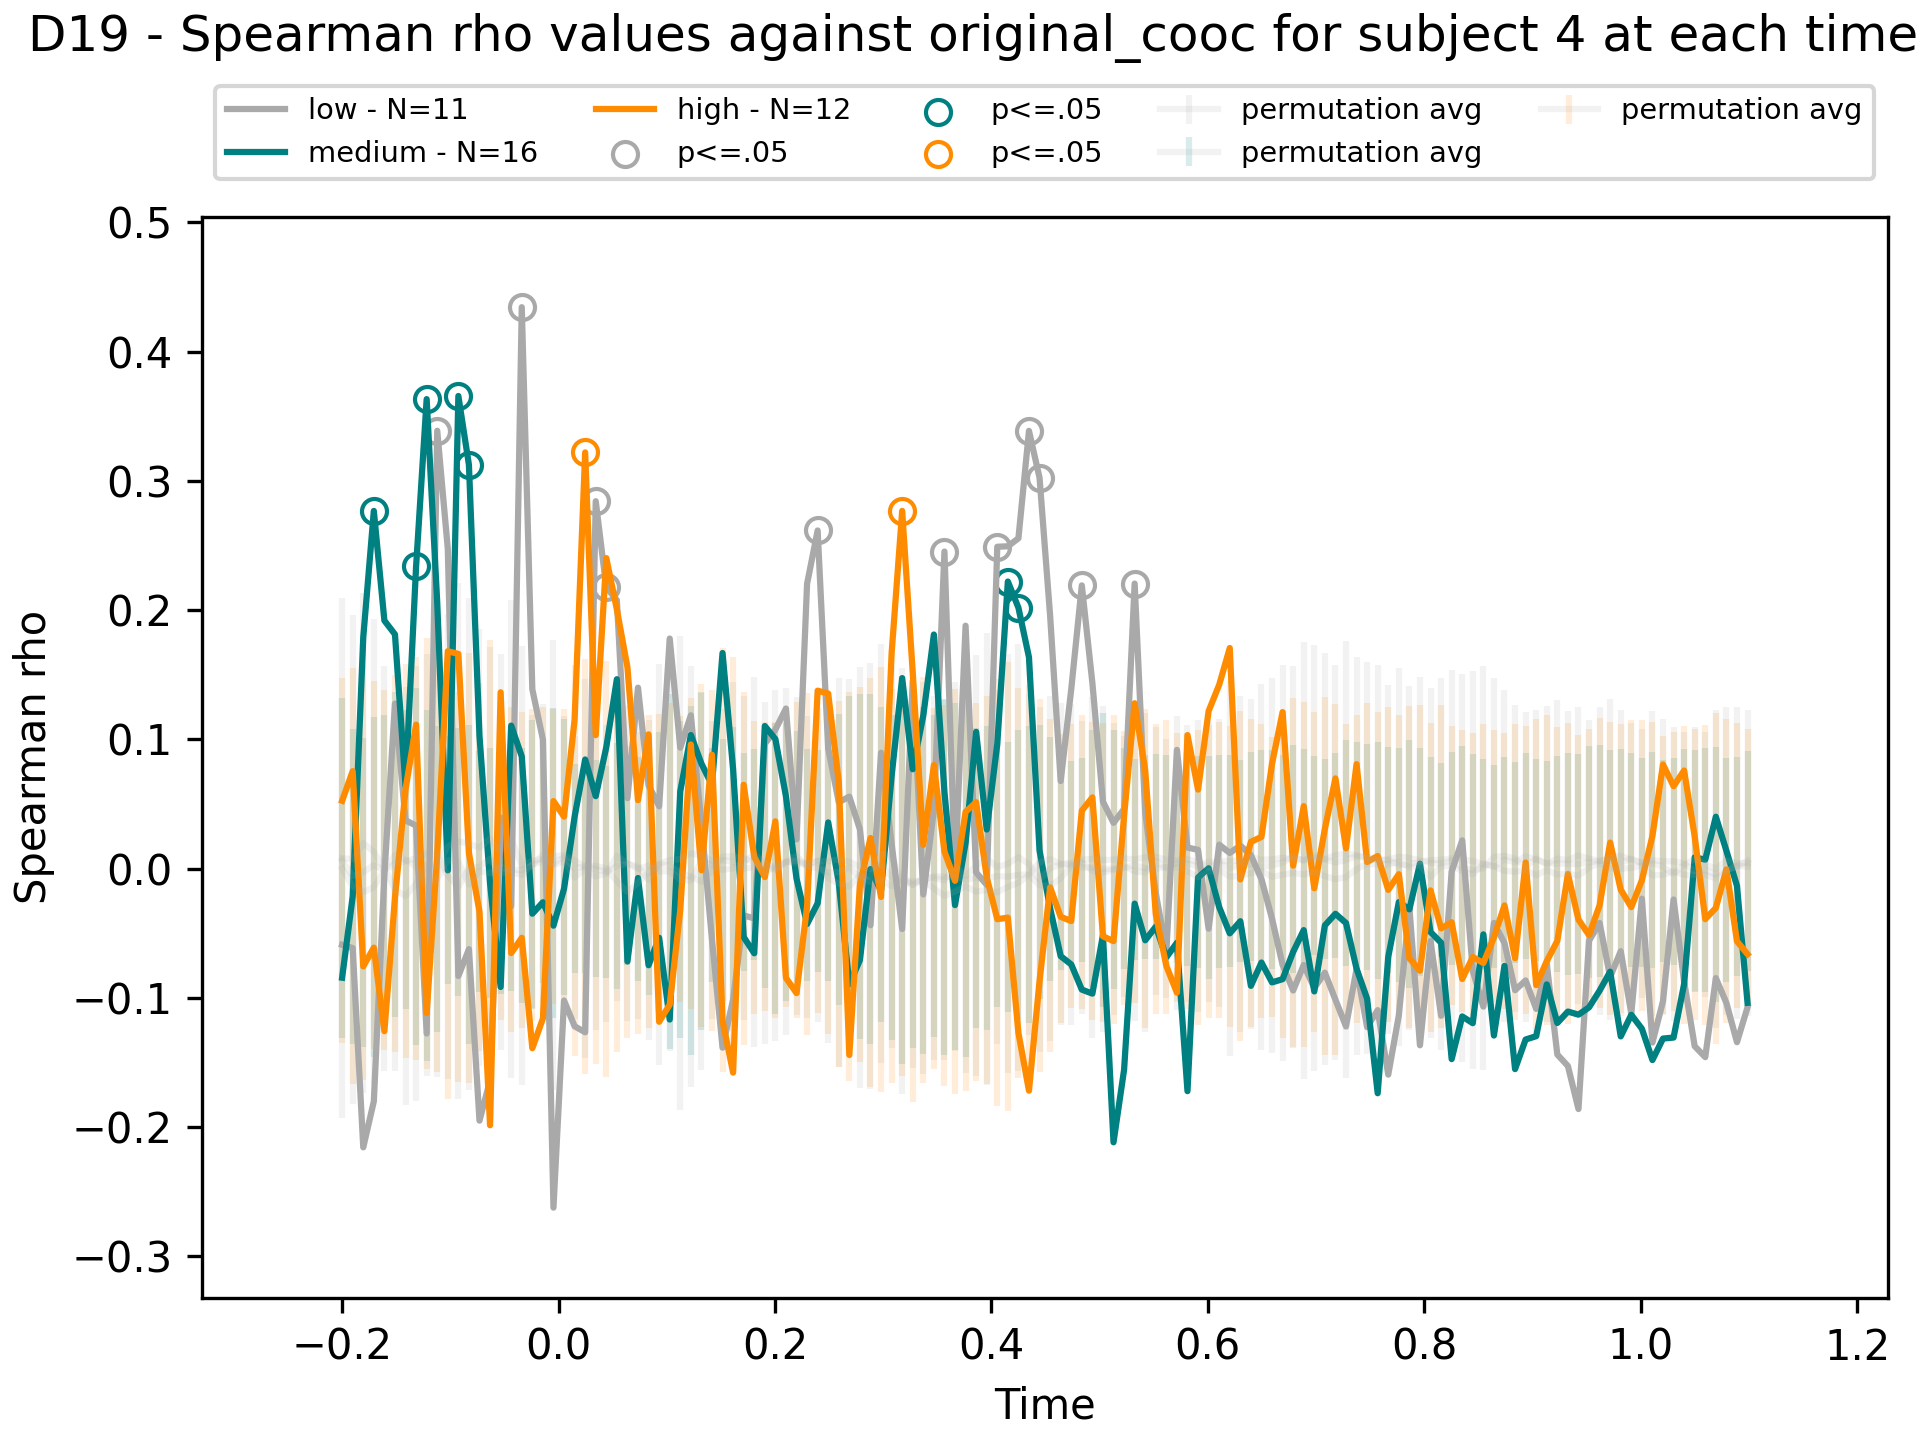 D19 - Spearman rho values against original_cooc for subject 4 at each time
low - N=11
medium - N=16
high - N=12
p<=.05
p<=.05
p<=.05
permutation avg
permutation avg
permutation avg
Spearman rho
0.5
0.4
0.3
0.2
0.1
0.0
−0.1
−0.2
−0.3
−0.2 0.0 0.2 0.4 0.6 0.8 1.0 1.2
Time